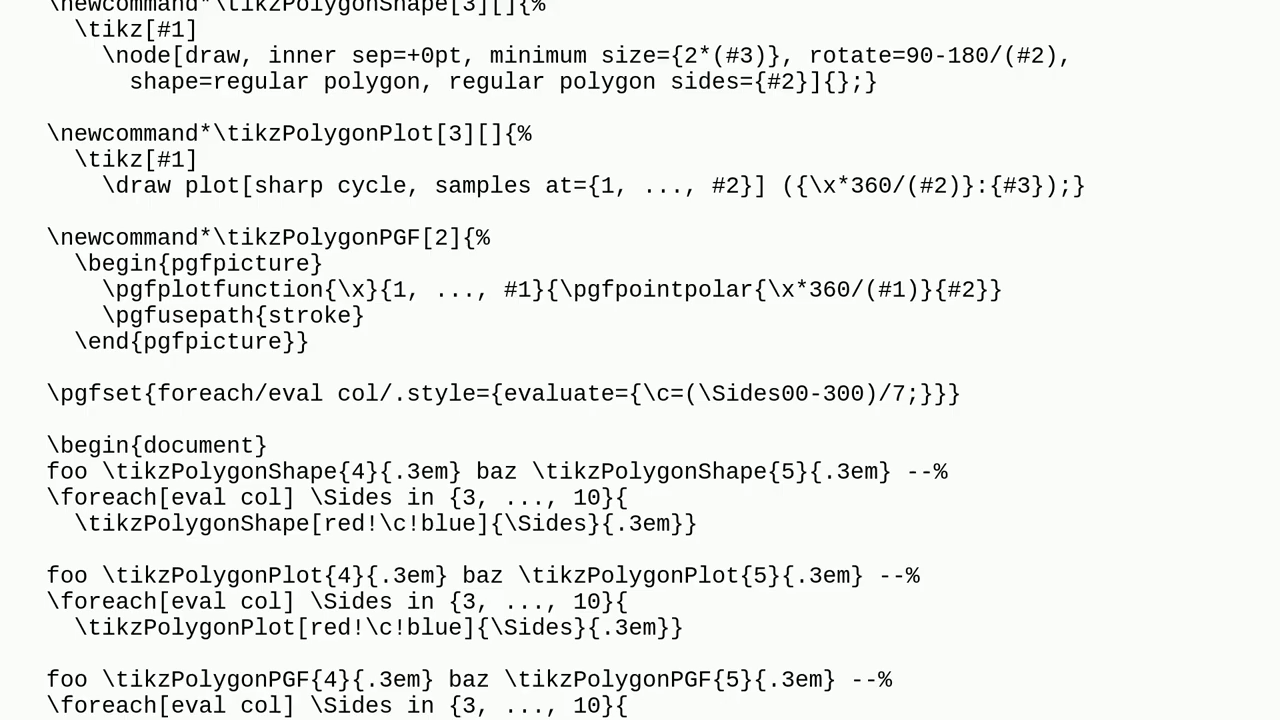 \newcommand*\tikzPolygonShape[3][]{%
  \tikz[#1]
    \node[draw, inner sep=+0pt, minimum size={2*(#3)}, rotate=90-180/(#2),
      shape=regular polygon, regular polygon sides={#2}]{};}

\newcommand*\tikzPolygonPlot[3][]{%
  \tikz[#1]
    \draw plot[sharp cycle, samples at={1, ..., #2}] ({\x*360/(#2)}:{#3});}

\newcommand*\tikzPolygonPGF[2]{%
  \begin{pgfpicture}
    \pgfplotfunction{\x}{1, ..., #1}{\pgfpointpolar{\x*360/(#1)}{#2}}
    \pgfusepath{stroke}
  \end{pgfpicture}}

\pgfset{foreach/eval col/.style={evaluate={\c=(\Sides00-300)/7;}}}

\begin{document}
foo \tikzPolygonShape{4}{.3em} baz \tikzPolygonShape{5}{.3em} --%
\foreach[eval col] \Sides in {3, ..., 10}{
  \tikzPolygonShape[red!\c!blue]{\Sides}{.3em}}

foo \tikzPolygonPlot{4}{.3em} baz \tikzPolygonPlot{5}{.3em} --%
\foreach[eval col] \Sides in {3, ..., 10}{
  \tikzPolygonPlot[red!\c!blue]{\Sides}{.3em}}

foo \tikzPolygonPGF{4}{.3em} baz \tikzPolygonPGF{5}{.3em} --%
\foreach[eval col] \Sides in {3, ..., 10}{